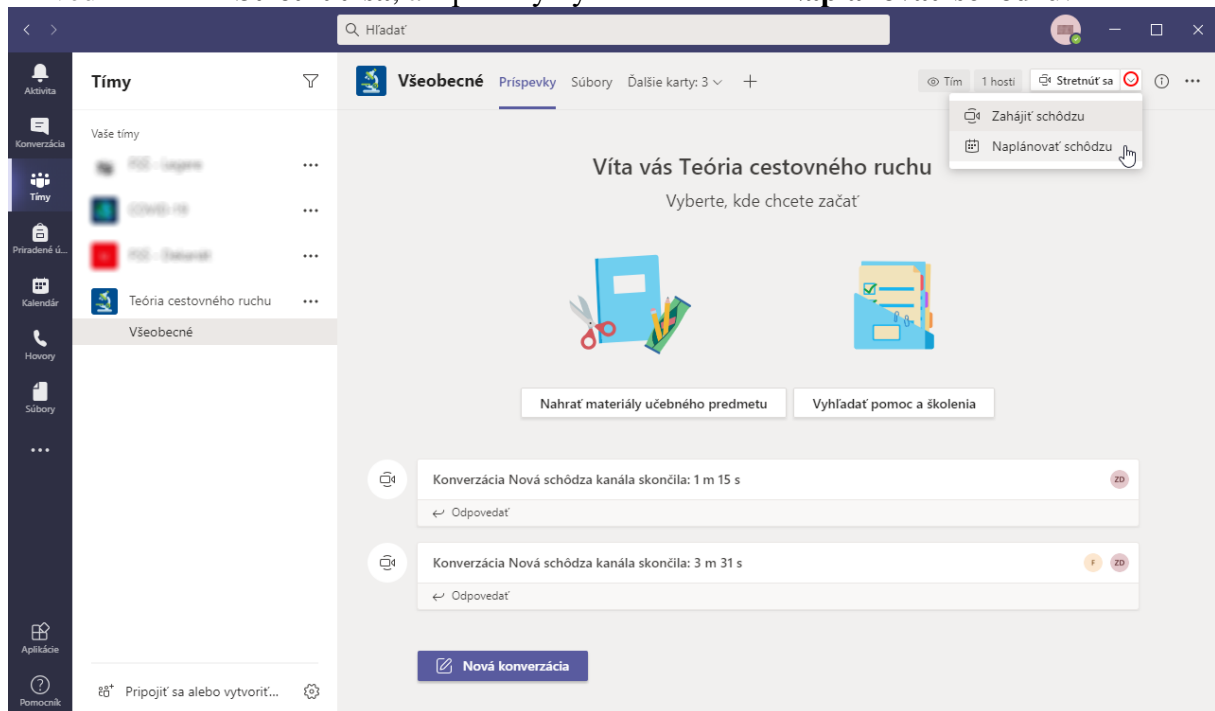 Hľadať
Aktivita
Konverzácia
Tímy
Priradené ú...
Kalendár
Hovory
Súbory
Aplikácie
Pomocník
Tímy
Vaše tímy
COVID-19
Teória cestovného ruchu
Všeobecné
Pripojiť sa alebo vytvoriť...
Všeobecné Príspevky Súbory Ďalšie karty: 3
Tím 1 hosti Stretnúť sa
Zahájiť schôdzu
Naplánovať schôdzu
Víta vás Teória cestovného ruchu
Vyberte, kde chcete začať
Nahrať materiály učebného predmetu Vyhľadať pomoc a školenia
Konverzácia Nová schôdza kanála skončila: 1 m 15 s ZD
Odpovedať
Konverzácia Nová schôdza kanála skončila: 3 m 31 s F ZD
Odpovedať
Nová konverzácia